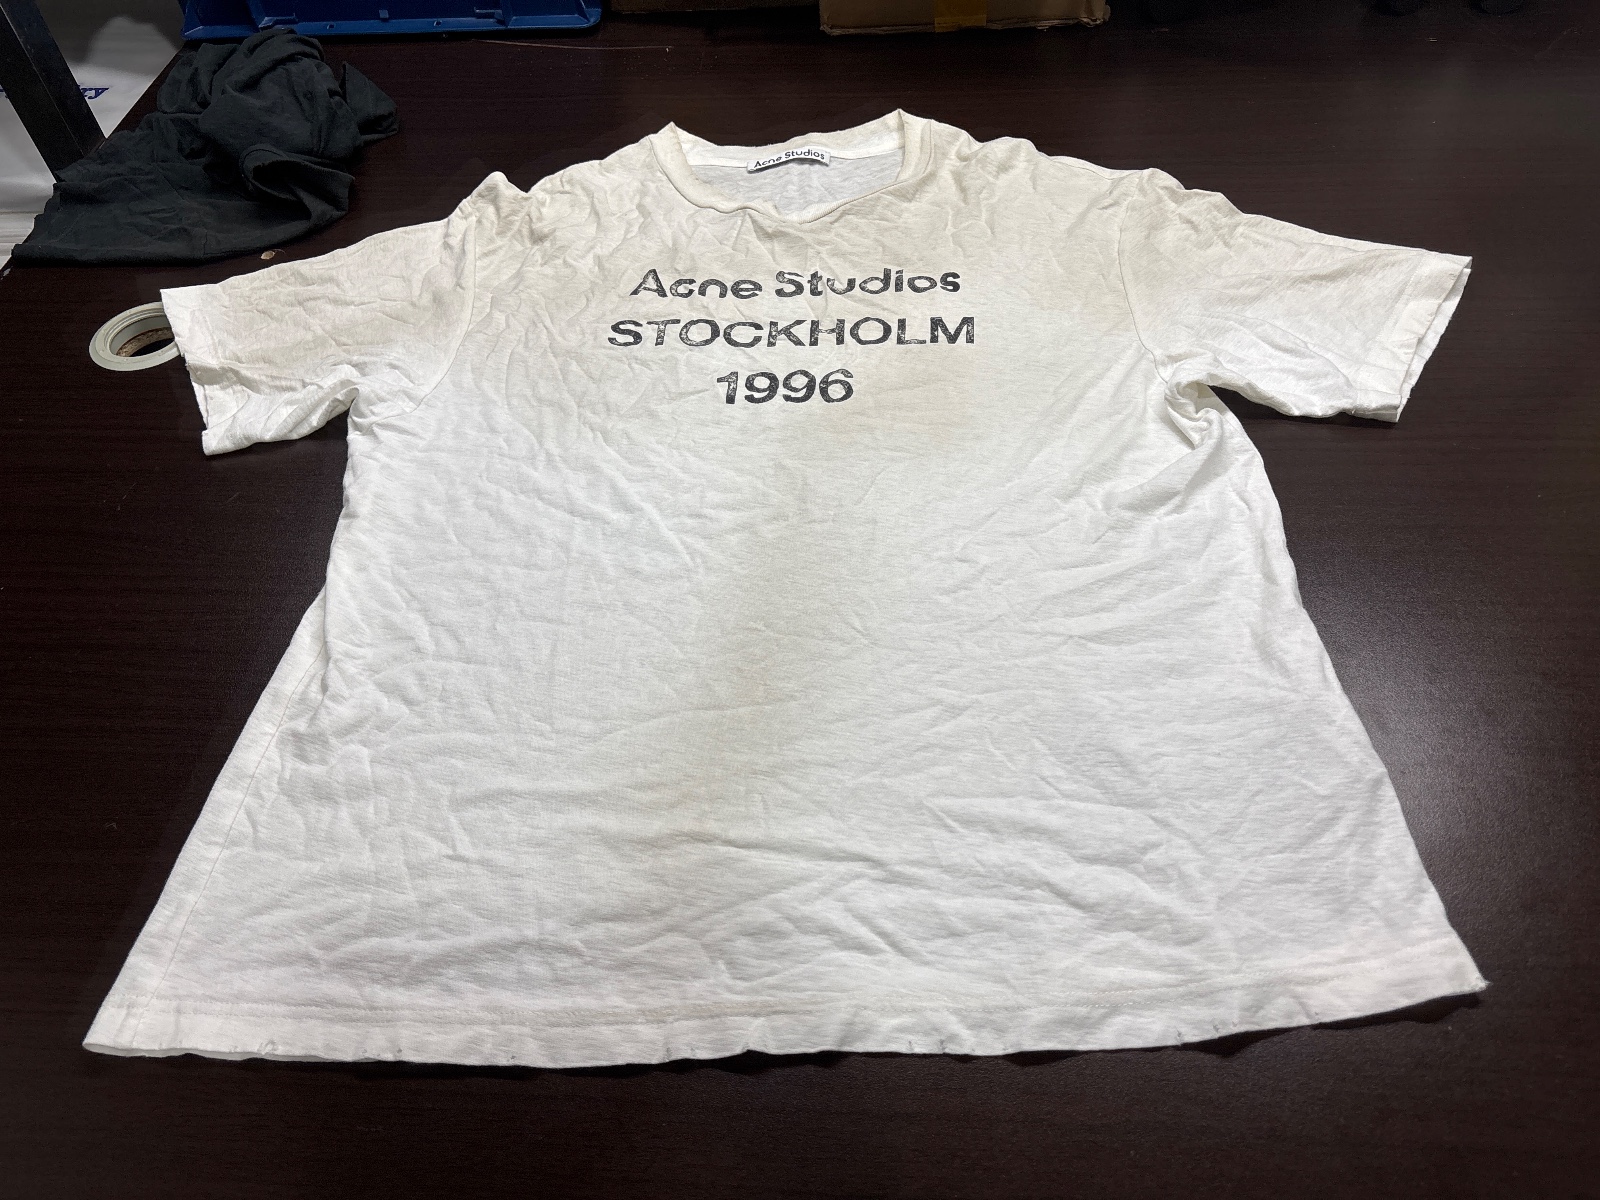 Acne Studios
Acne Studios
STOCKHOLM
1996